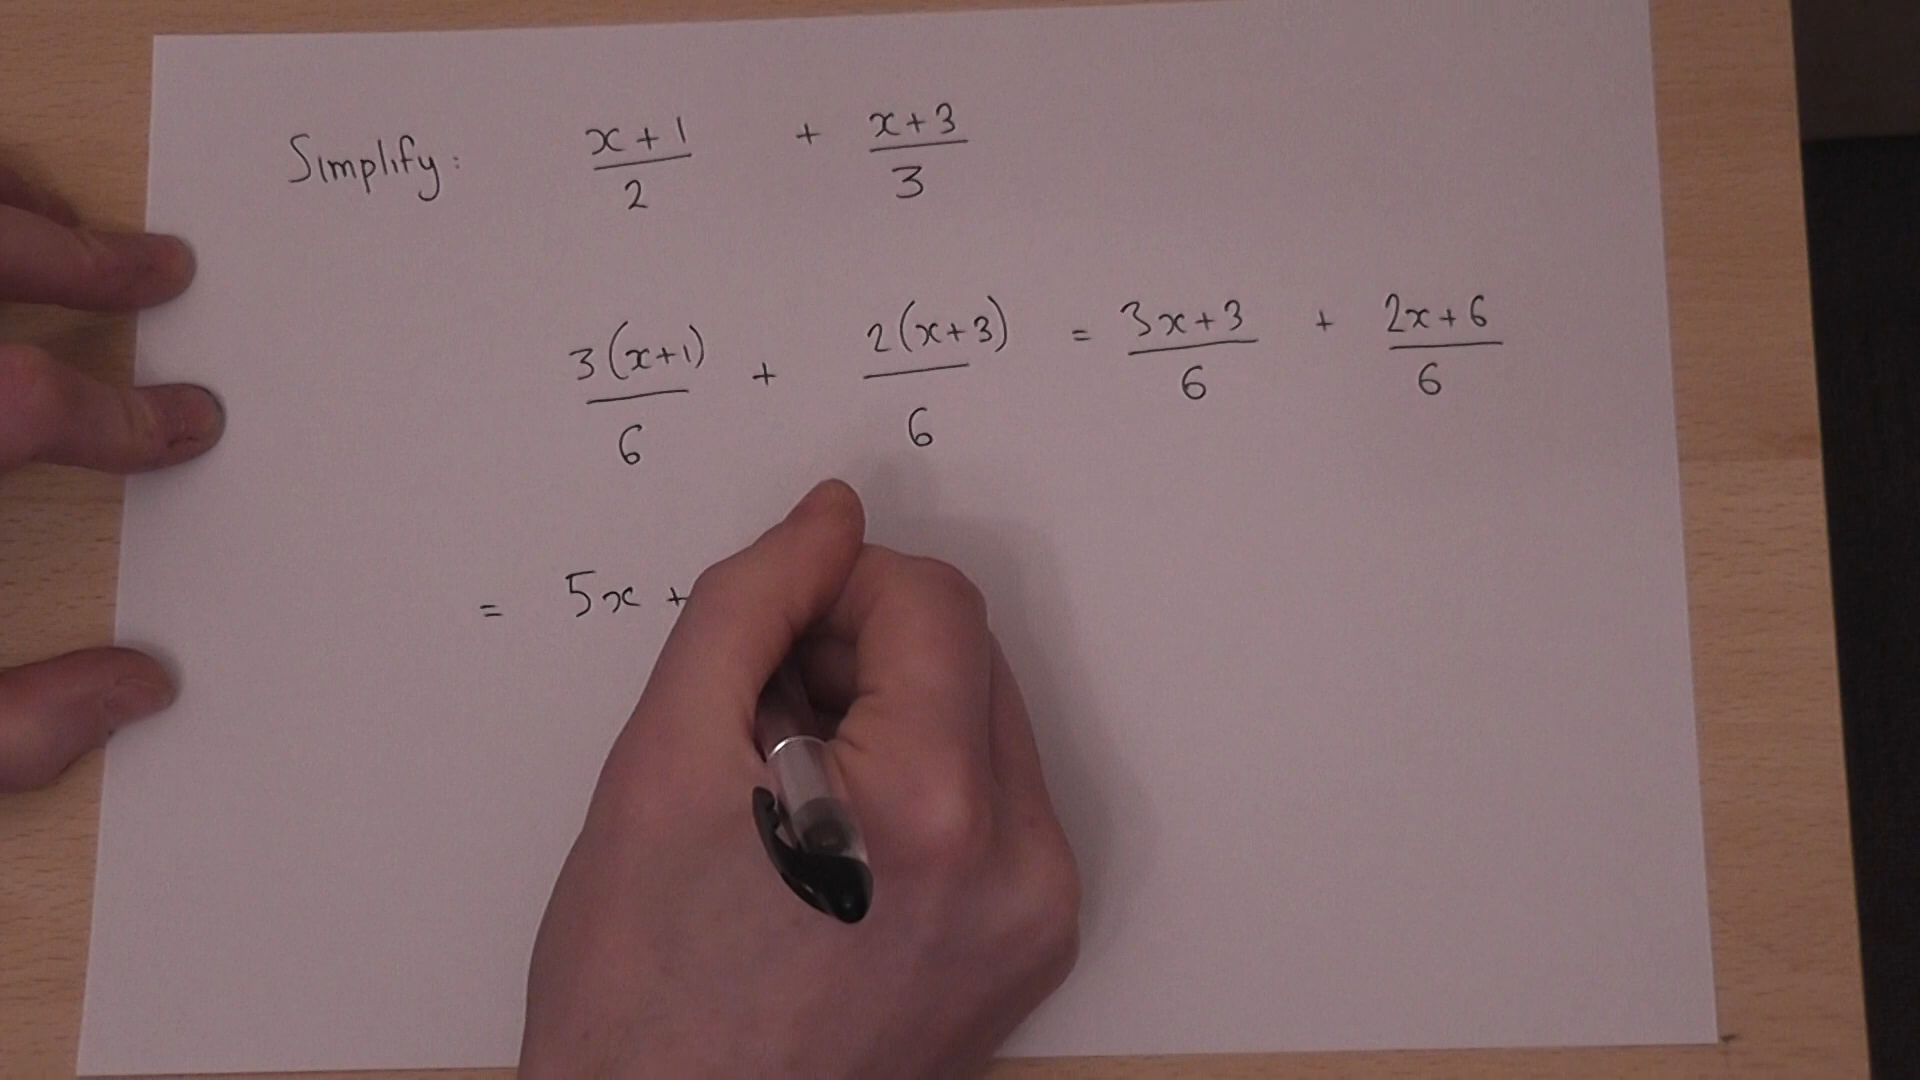 Simplify: x+1/2 + x+3/3
3(x+1)/6 + 2(x+3)/6 = 3x+3/6 + 2x+6/6
= 5x +